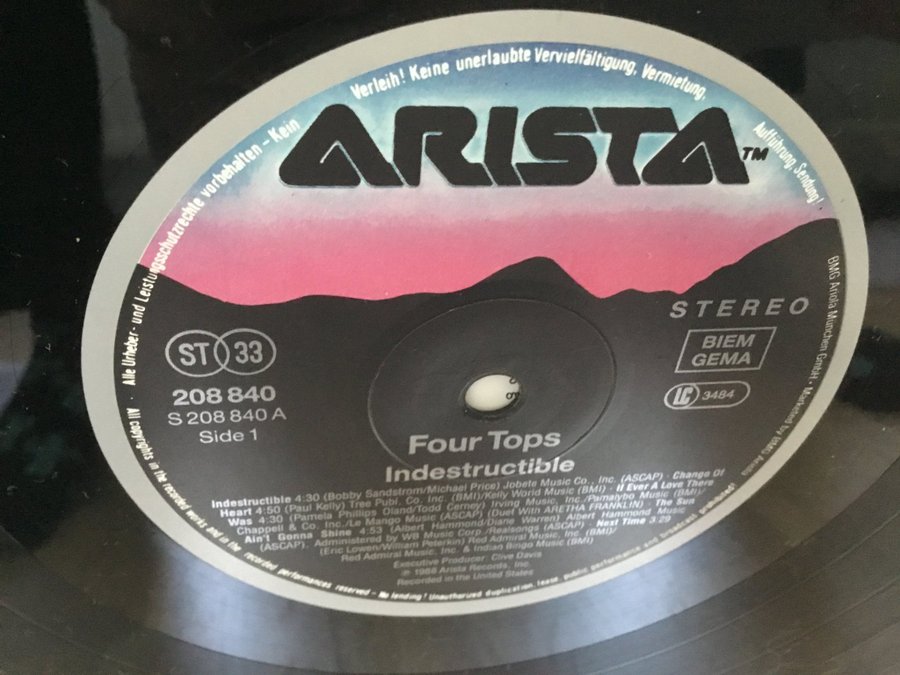 Alle Urheber- und Leistungsschutzrechte vorbehalten – Kein Verleih! Keine unerlaubte Vervielfältigung, Vermietung, Aufführung, Sendung!
ARISTA TM
STEREO
ST 33
BIEM
GEMA
208 840
LC 3484
S 208 840 A
Side 1
Four Tops
Indestructible
Indestructible 4:30 (Bobby Sandstrom/Michael Price) Jobete Music Co., Inc. (ASCAP) · Change Of
Heart 4:50 (Paul Kelly) Tree Publ. Co. Inc. (BMI)/Kelly World Music (BMI) · If Ever A Love There
Was 4:30 (Pamela Phillips Oland/Todd Cerney) Irving Music, Inc./Pamalybo Music (BMI)/
Chappell & Co. Inc./Le Mango Music (ASCAP) (Duet With ARETHA FRANKLIN) · The Sun
Ain't Gonna Shine 4:53 (Albert Hammond/Diane Warren) Albert Hammond Music
(ASCAP). Administered by WB Music Corp./Realsongs (ASCAP) · Next Time 3:29
(Eric Lowen/William Peterkin) Red Admiral Music, Inc. (BMI)/
Red Admiral Music, Inc. & Indian Bingo Music (BMI)
Executive Producer: Clive Davis
℗ 1988 Arista Records, Inc.
Recorded in the United States
BMG Ariola München GmbH · Marketed by BMG Ariola
All copyrights in the recorded works and in the recorded performances reserved – No lending! Unauthorized duplication, lease, public performance and broadcast prohibited!